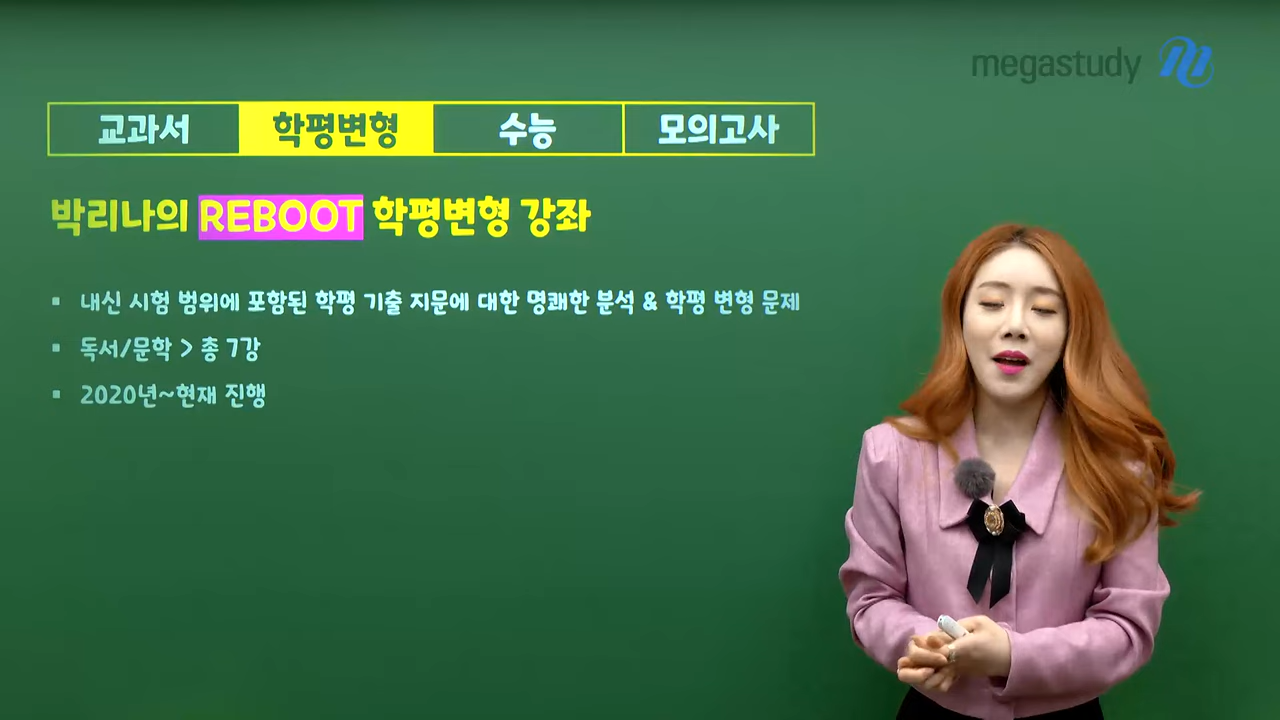 megastudy
교과서 학평변형 수능 모의고사
박리나의 REBOOT 학평변형 강좌
▪ 내신 시험 범위에 포함된 학평 기출 지문에 대한 명쾌한 분석 & 학평 변형 문제
▪ 독서/문학 > 총 7강
▪ 2020년~현재 진행